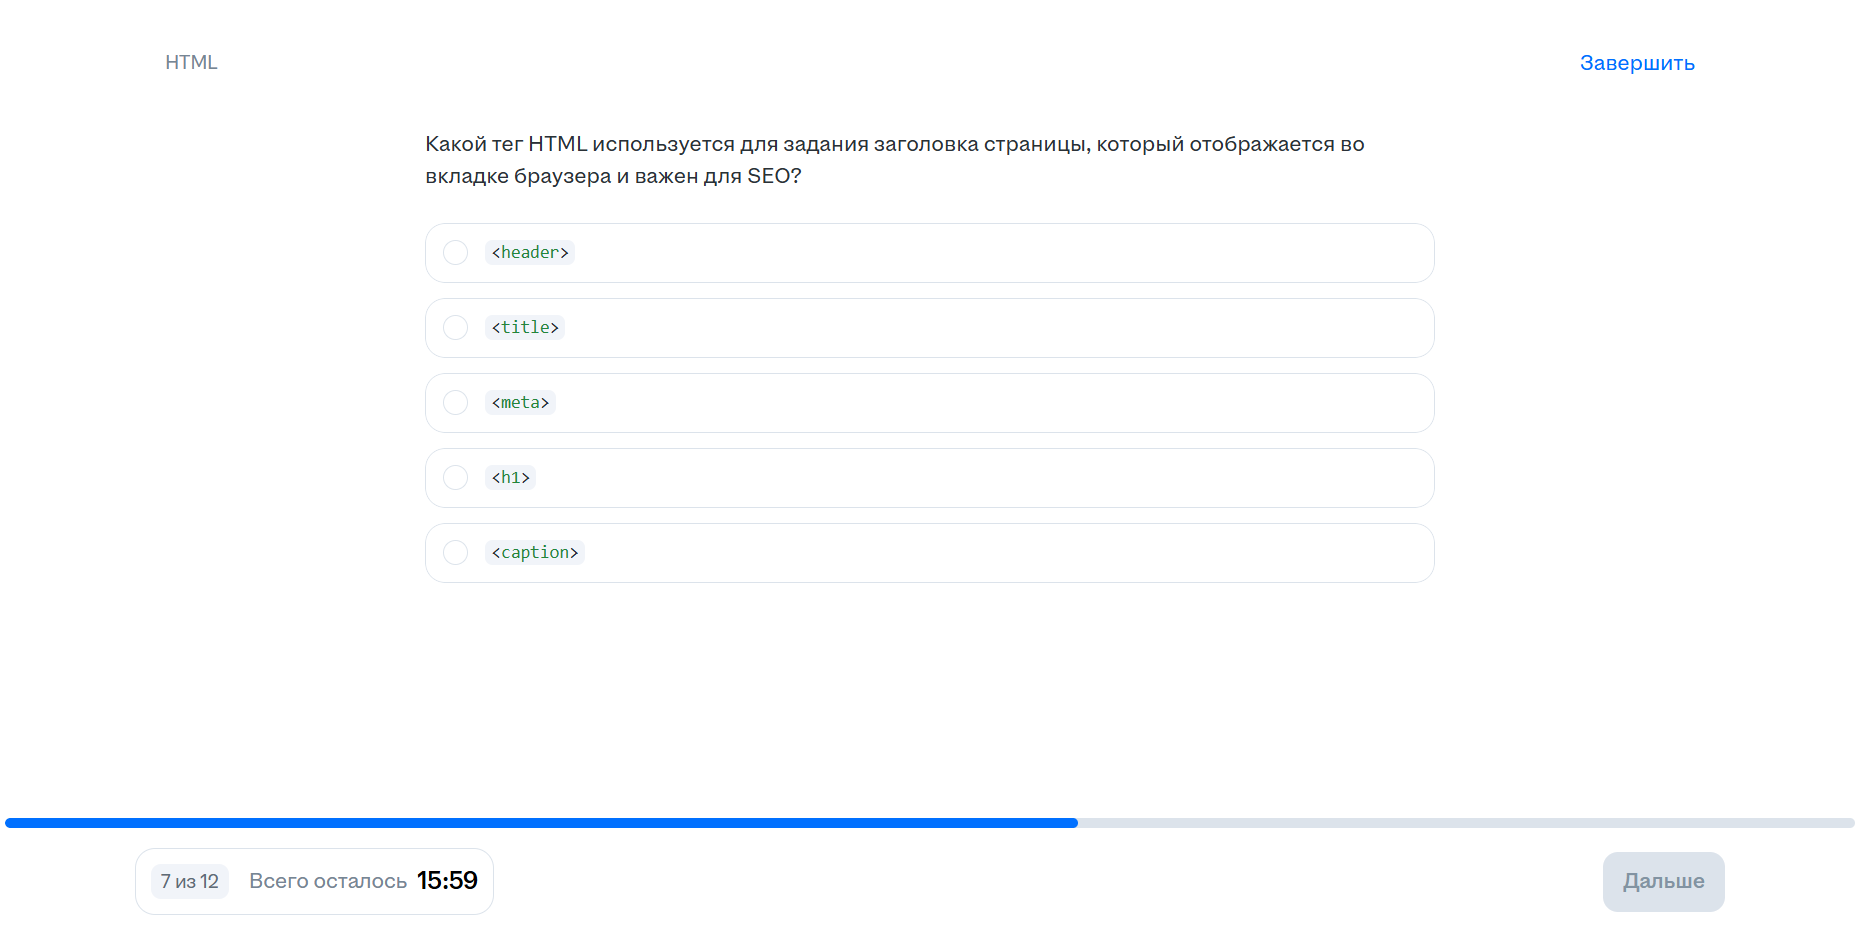 HTML
Завершить
Какой тег HTML используется для задания заголовка страницы, который отображается во
вкладке браузера и важен для SEO?
<header>
<title>
<meta>
<h1>
<caption>
7 из 12 Всего осталось 15:59
Дальше